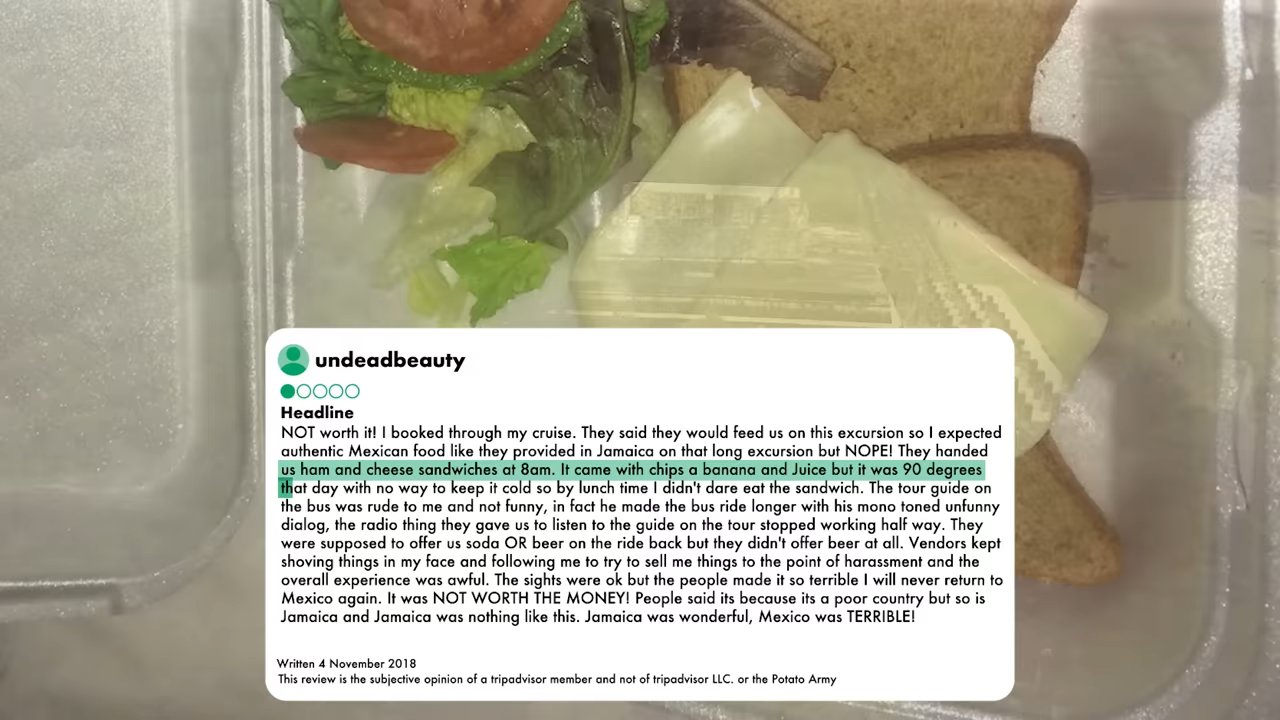 undeadbeauty
Headline
NOT worth it! I booked through my cruise. They said they would feed us on this excursion so I expected
authentic Mexican food like they provided in Jamaica on that long excursion but NOPE! They handed
us ham and cheese sandwiches at 8am. It came with chips a banana and Juice but it was 90 degrees
that day with no way to keep it cold so by lunch time I didn't dare eat the sandwich. The tour guide on
the bus was rude to me and not funny, in fact he made the bus ride longer with his mono toned unfunny
dialog, the radio thing they gave us to listen to the guide on the tour stopped working half way. They
were supposed to offer us soda OR beer on the ride back but they didn't offer beer at all. Vendors kept
shoving things in my face and following me to try to sell me things to the point of harassment and the
overall experience was awful. The sights were ok but the people made it so terrible I will never return to
Mexico again. It was NOT WORTH THE MONEY! People said its because its a poor country but so is
Jamaica and Jamaica was nothing like this. Jamaica was wonderful, Mexico was TERRIBLE!
Written 4 November 2018
This review is the subjective opinion of a tripadvisor member and not of tripadvisor LLC. or the Potato Army